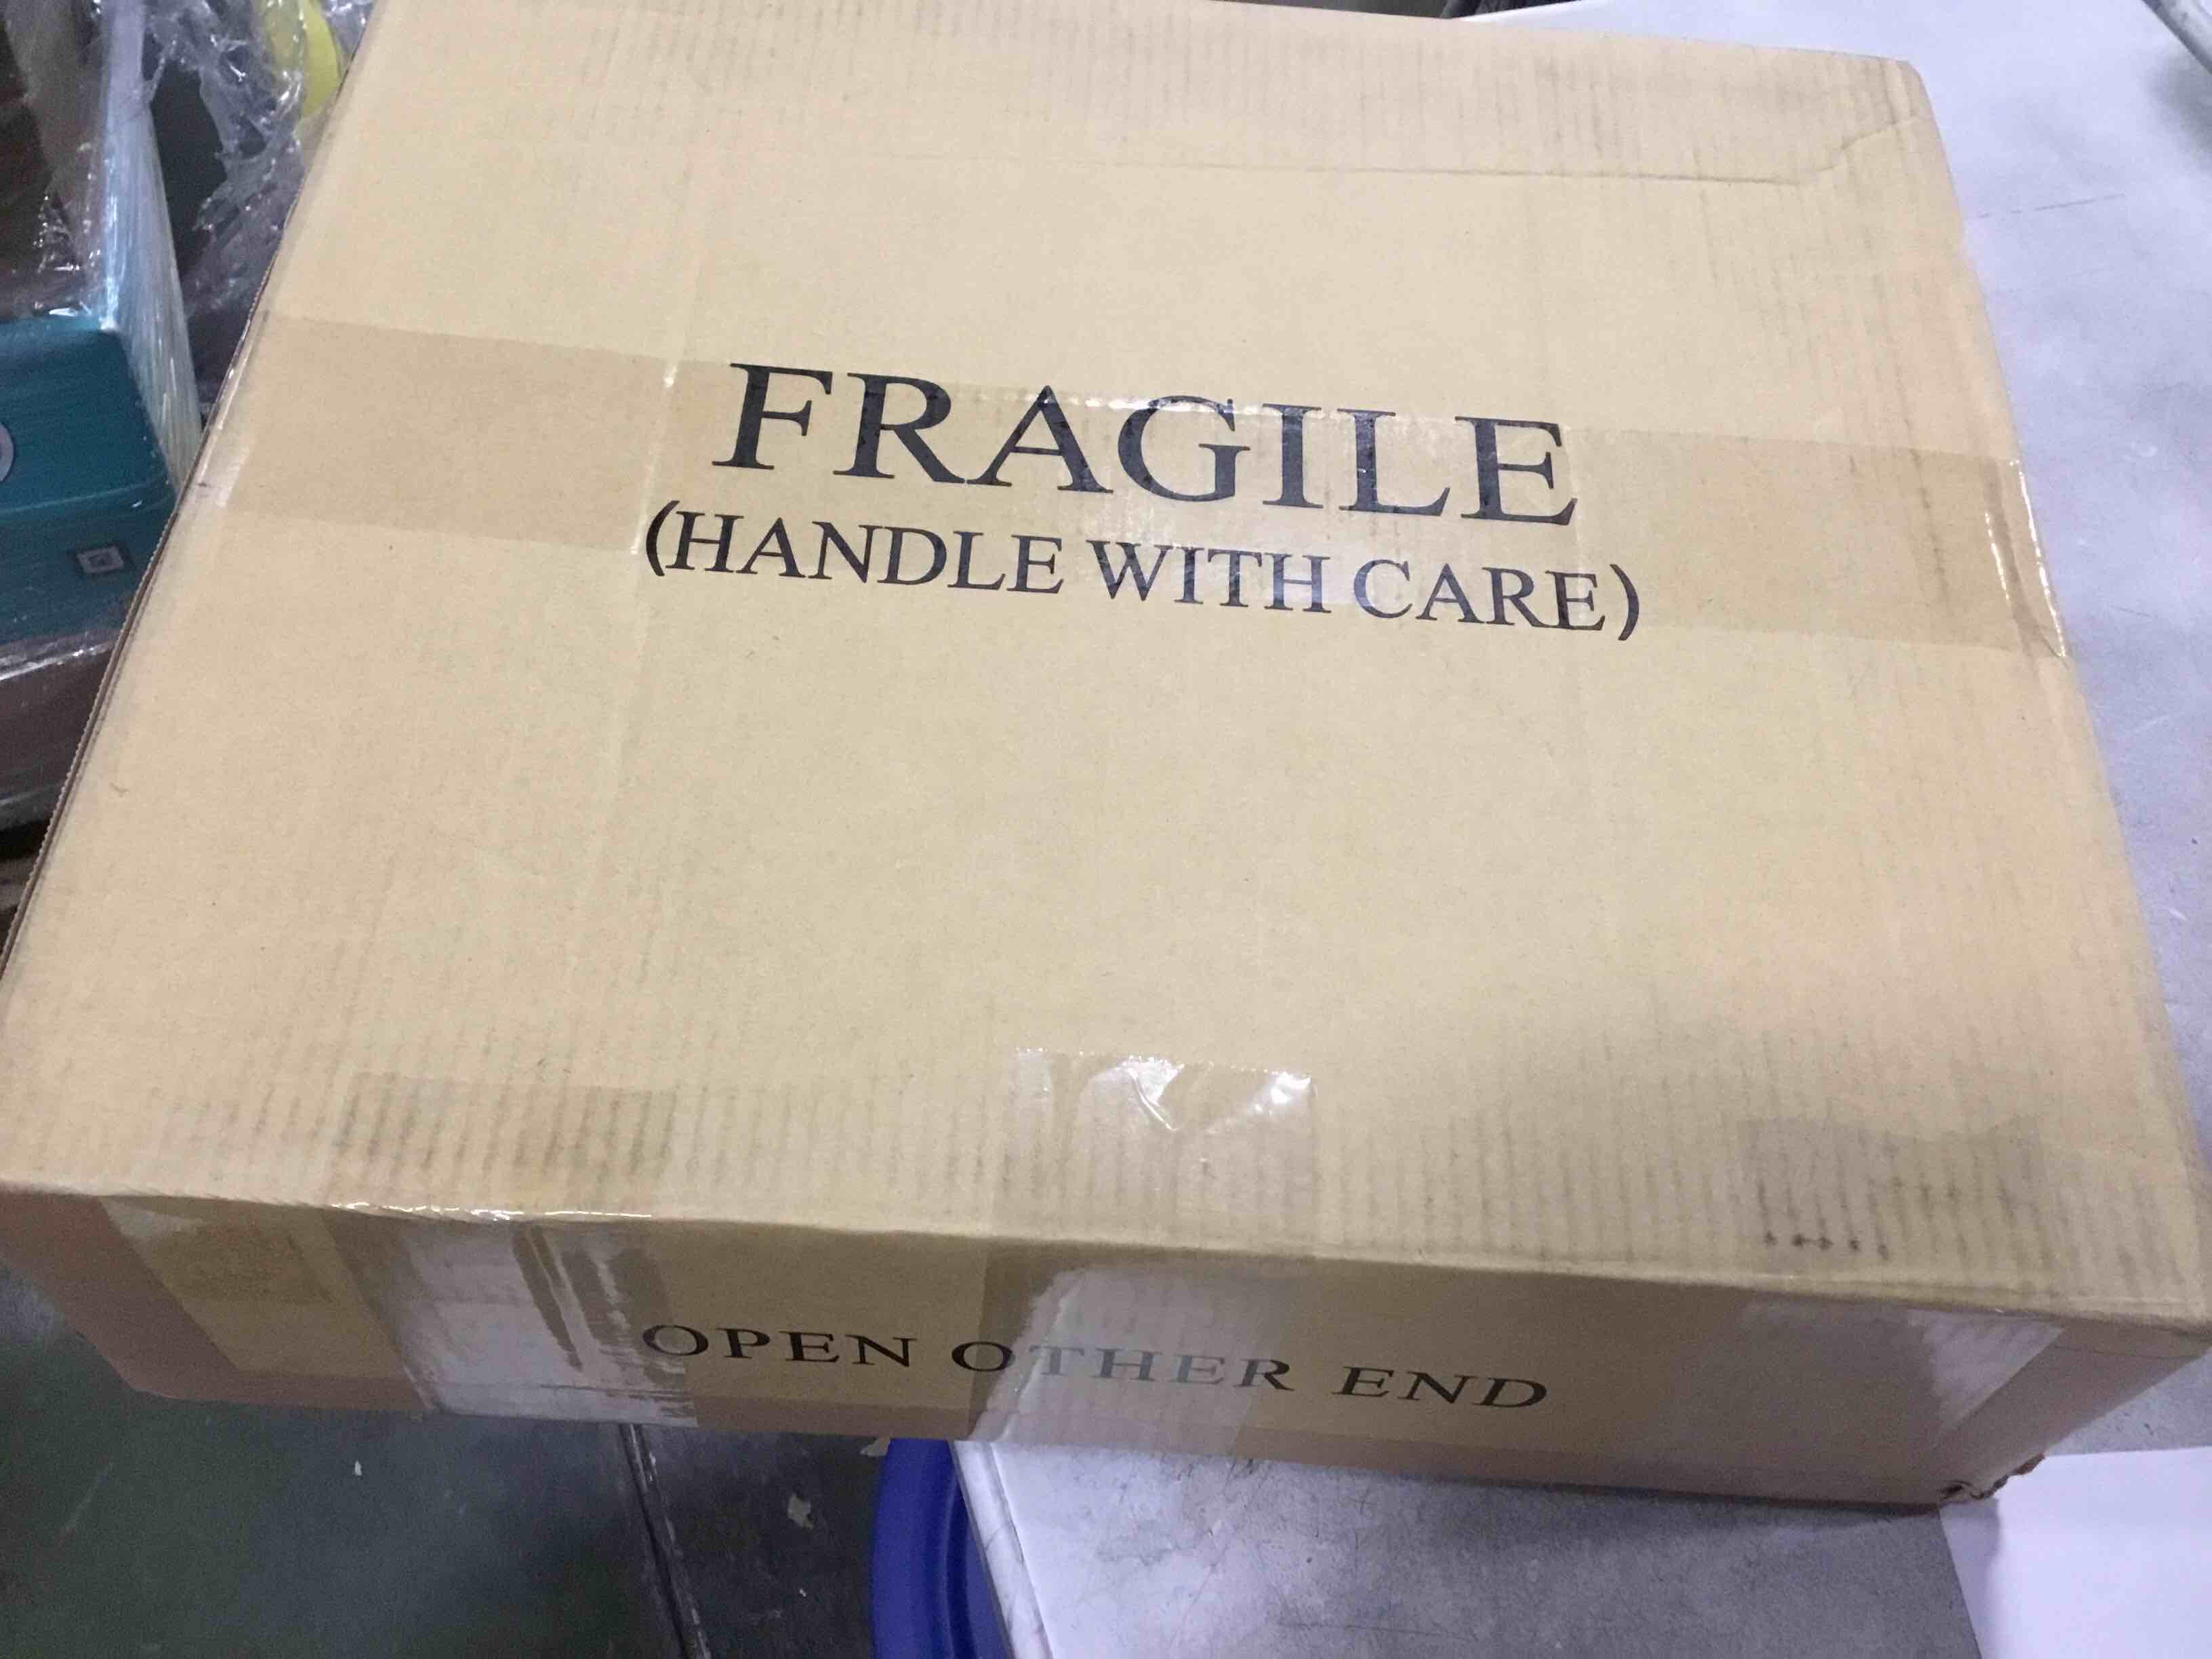 FRAGILE
(HANDLE WITH CARE)
OPEN OTHER END